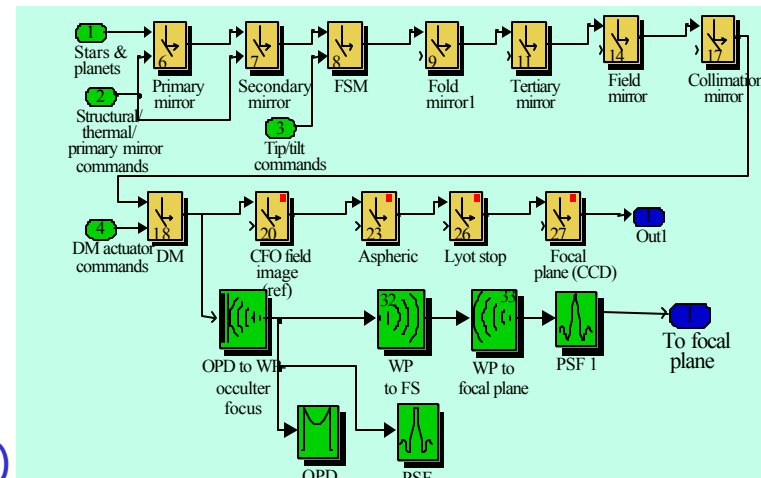 1
Stars &
planets
2
Structural/
thermal/
primary mirror
commands
6
Primary
mirror
7
Secondary
mirror
8
FSM
3
Tip/tilt
commands
9
Fold
mirror1
11
Tertiary
mirror
14
Field
mirror
17
Collimation
mirror
4
DM actuator
commands
18
DM
20
CFO field
image
(ref)
23
Aspheric
26
Lyot stop
27
Focal
plane (CCD)
1
Out1
OPD to WP-
occulter
focus
32
WP
to FS
33
WP to
focal plane
PSF 1
1
To focal
plane
OPD
PSF
)